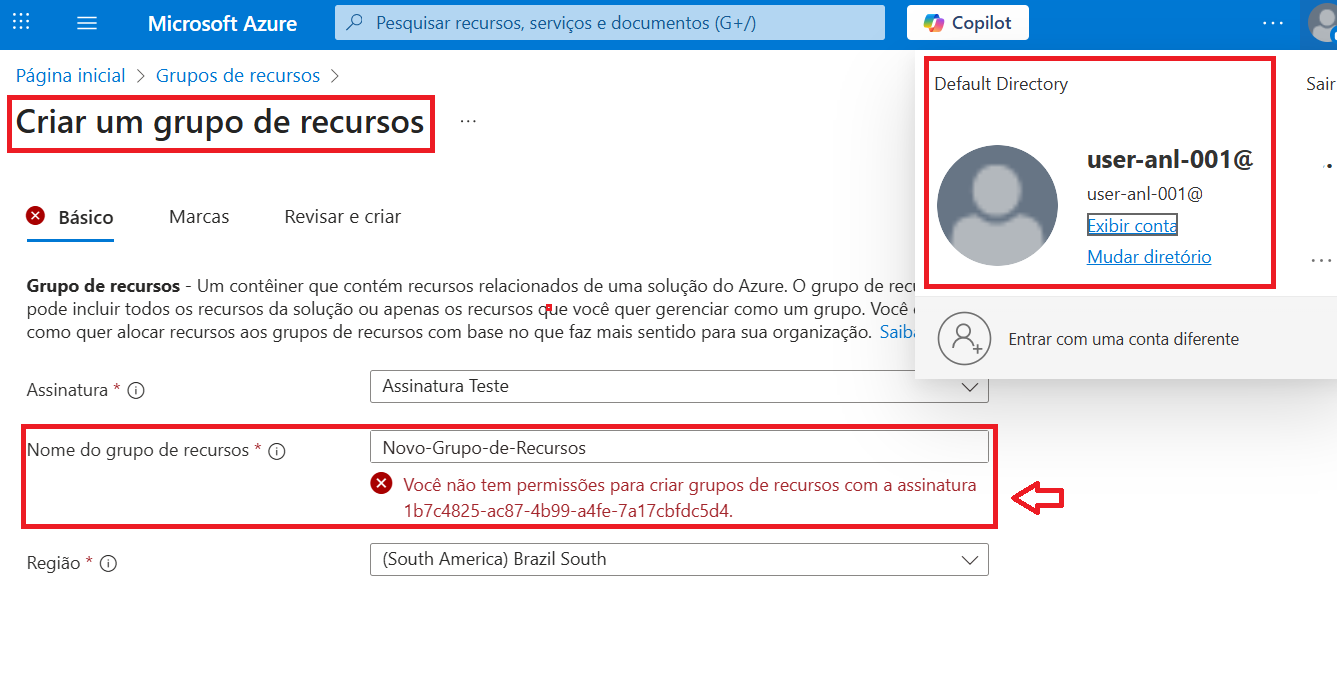 Microsoft Azure
Pesquisar recursos, serviços e documentos (G+/)
Copilot
Página inicial > Grupos de recursos >
Criar um grupo de recursos ...
Básico Marcas Revisar e criar
Grupo de recursos - Um contêiner que contém recursos relacionados de uma solução do Azure. O grupo de recu
pode incluir todos os recursos da solução ou apenas os recursos que você quer gerenciar como um grupo. Você
como quer alocar recursos aos grupos de recursos com base no que faz mais sentido para sua organização. Saiba
Assinatura *
Assinatura Teste
Nome do grupo de recursos *
Novo-Grupo-de-Recursos
Você não tem permissões para criar grupos de recursos com a assinatura
1b7c4825-ac87-4b99-a4fe-7a17cbfdc5d4.
Região *
(South America) Brazil South
Default Directory
Sair
user-anl-001@
user-anl-001@
Exibir conta
Mudar diretório
Entrar com uma conta diferente